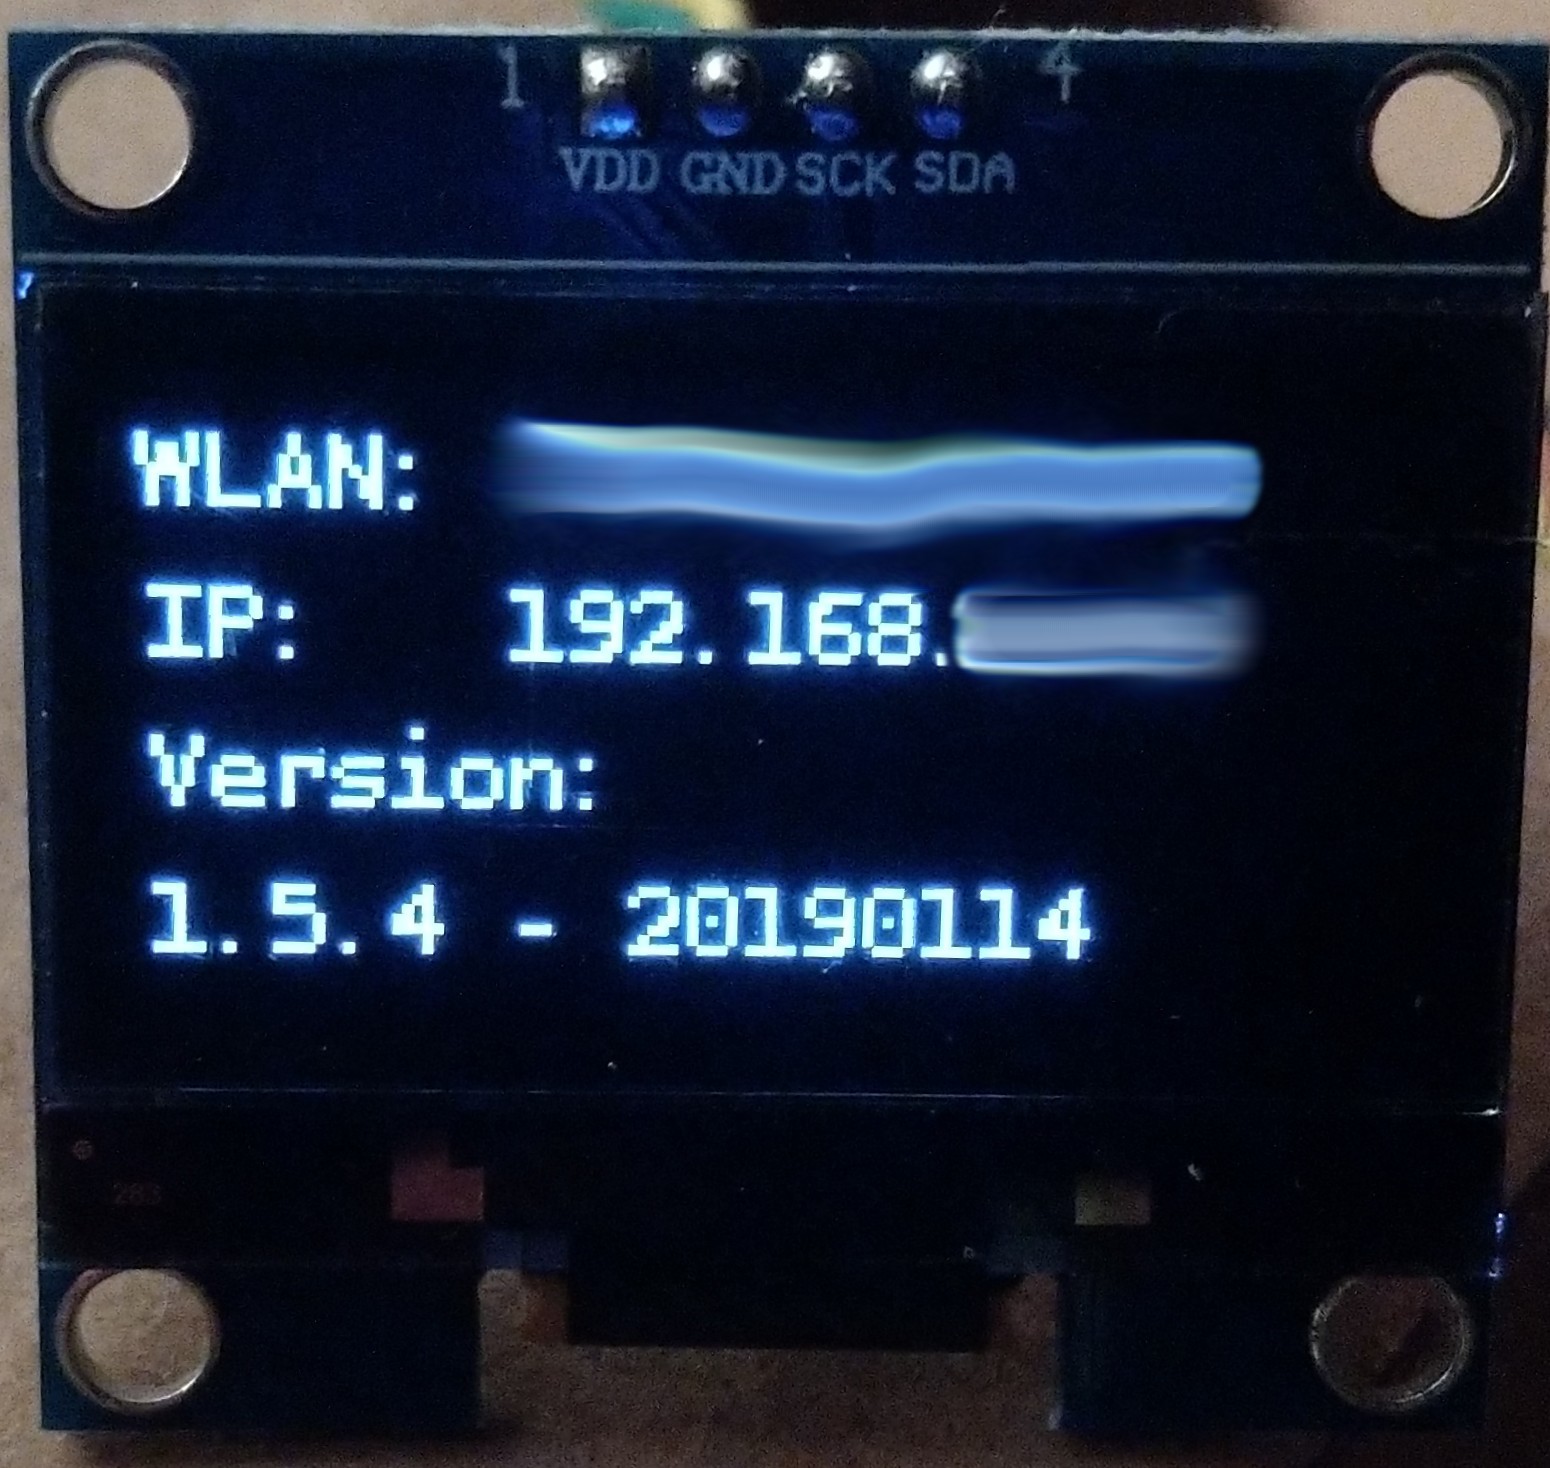 1 4
VDD GND SCK SDA
WLAN:
IP: 192.168.
Version:
1.5.4 - 20190114